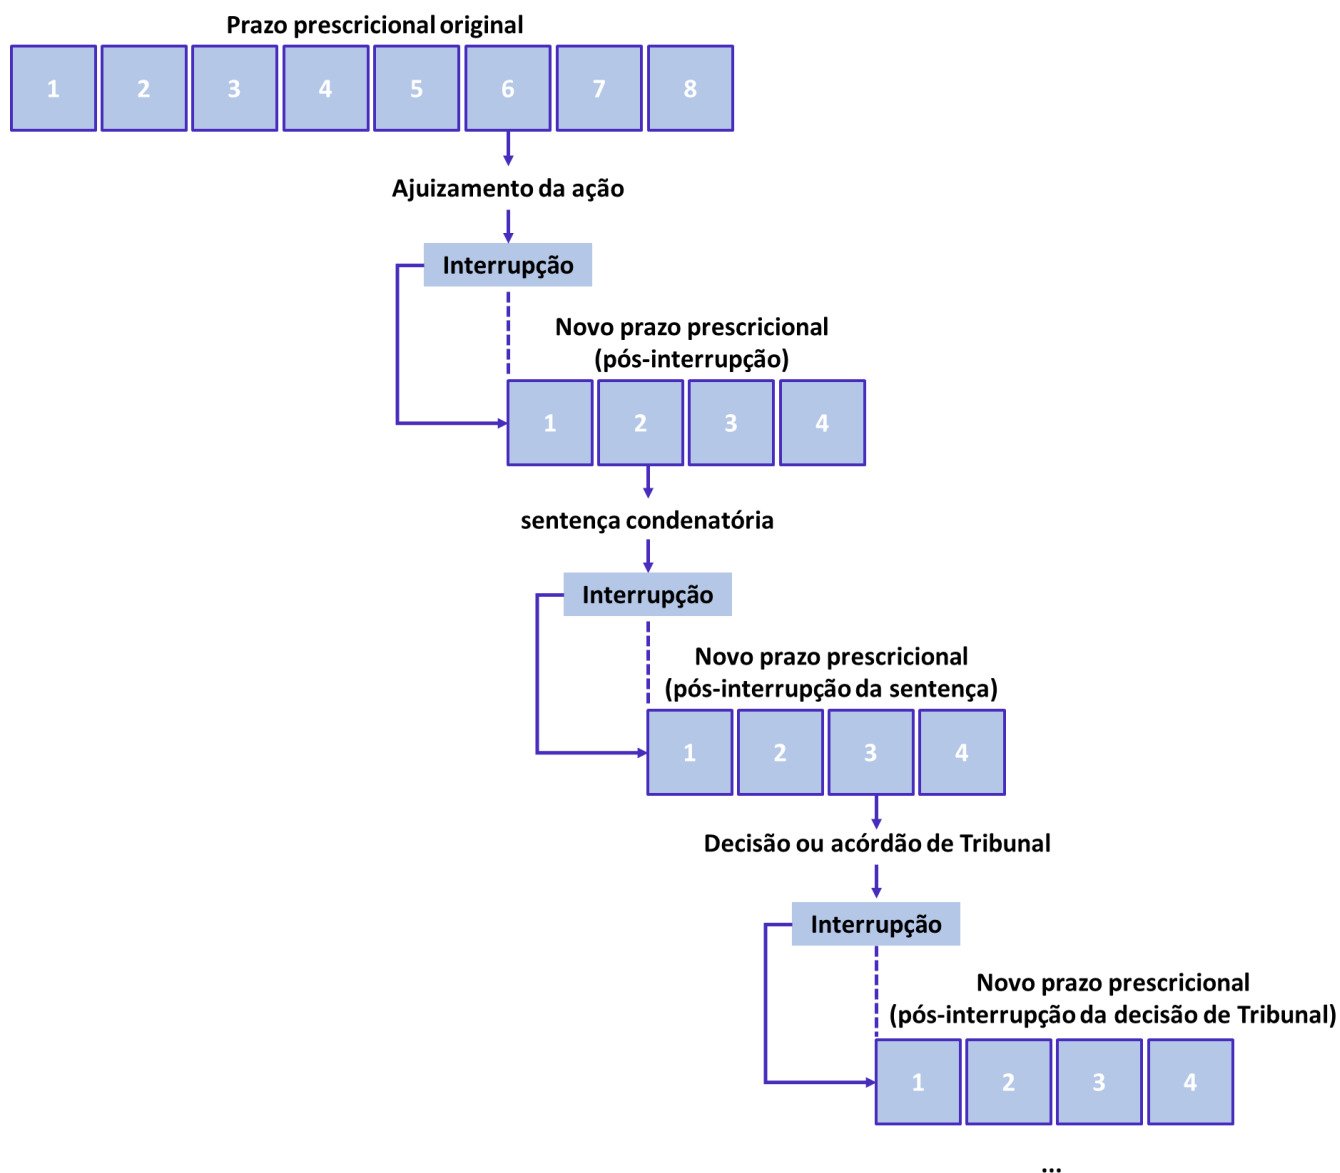 Prazo prescricional original
1 2 3 4 5 6 7 8
Ajuizamento da ação
Interrupção
Novo prazo prescricional
(pós-interrupção)
1 2 3 4
sentença condenatória
Interrupção
Novo prazo prescricional
(pós-interrupção da sentença)
1 2 3 4
Decisão ou acórdão de Tribunal
Interrupção
Novo prazo prescricional
(pós-interrupção da decisão de Tribunal)
1 2 3 4
...